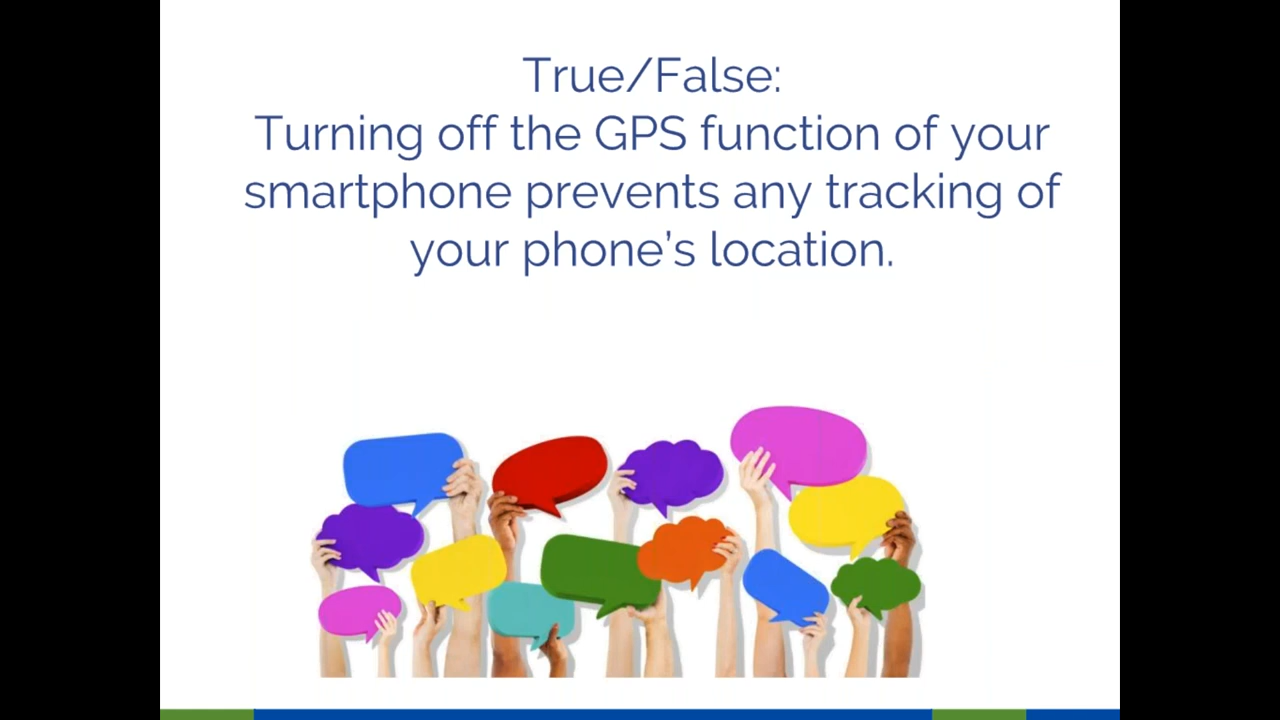 True/False:
Turning off the GPS function of your
smartphone prevents any tracking of
your phone’s location.